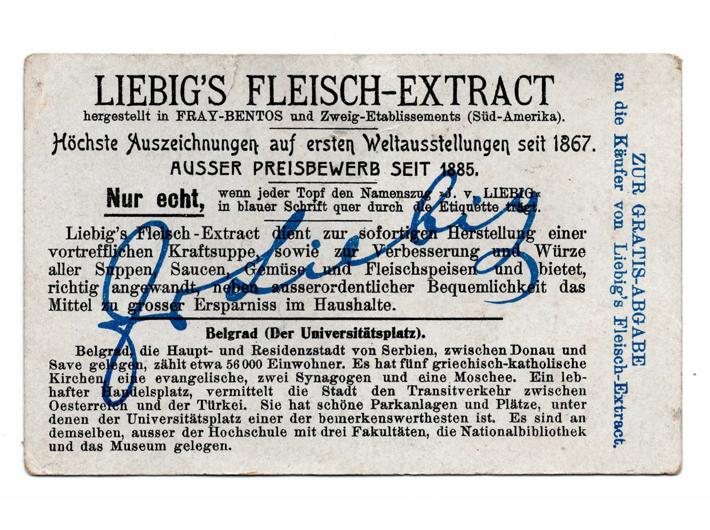 LIEBIG'S FLEISCH-EXTRACT
hergestellt in FRAY-BENTOS und Zweig-Etablissements (Süd-Amerika).
Höchste Auszeichnungen auf ersten Weltausstellungen seit 1867.
AUSSER PREISBEWERB SEIT 1885.
Nur echt, wenn jeder Topf den Namenszug »J. v. LIEBIG«
in blauer Schrift quer durch die Etiquette trägt.
Liebig's Fleisch-Extract dient zur sofortigen Herstellung einer
vortrefflichen Kraftsuppe, sowie zur Verbesserung und Würze
aller Suppen, Saucen, Gemüse und Fleischspeisen und bietet,
richtig angewandt, neben ausserordentlicher Bequemlichkeit das
Mittel zu grosser Ersparniss im Haushalte.
Belgrad (Der Universitätsplatz).
Belgrad, die Haupt- und Residenzstadt von Serbien, zwischen Donau und
Save gelegen, zählt etwa 56 000 Einwohner. Es hat fünf griechisch-katholische
Kirchen, eine evangelische, zwei Synagogen und eine Moschee. Ein leb-
hafter Handelsplatz, vermittelt die Stadt den Transitverkehr zwischen
Oesterreich und der Türkei. Sie hat schöne Parkanlagen und Plätze, unter
denen der Universitätsplatz einer der bemerkenswerthesten ist. Es sind an
demselben, ausser der Hochschule mit drei Fakultäten, die Nationalbibliothek
und das Museum gelegen.
JvLiebig
ZUR GRATIS-ABGABE
an die Käufer von Liebig's Fleisch-Extract.